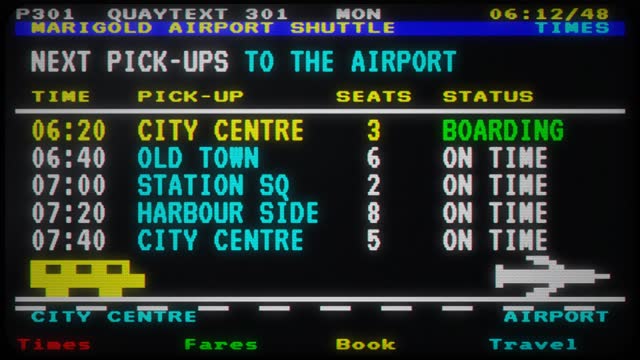 P301 QUAYTEXT 301 MON 06:12/48
MARIGOLD AIRPORT SHUTTLE TIMES
NEXT PICK-UPS TO THE AIRPORT
TIME PICK-UP SEATS STATUS
06:20 CITY CENTRE 3 BOARDING
06:40 OLD TOWN 6 ON TIME
07:00 STATION SQ 2 ON TIME
07:20 HARBOUR SIDE 8 ON TIME
07:40 CITY CENTRE 5 ON TIME
CITY CENTRE AIRPORT
Times Fares Book Travel